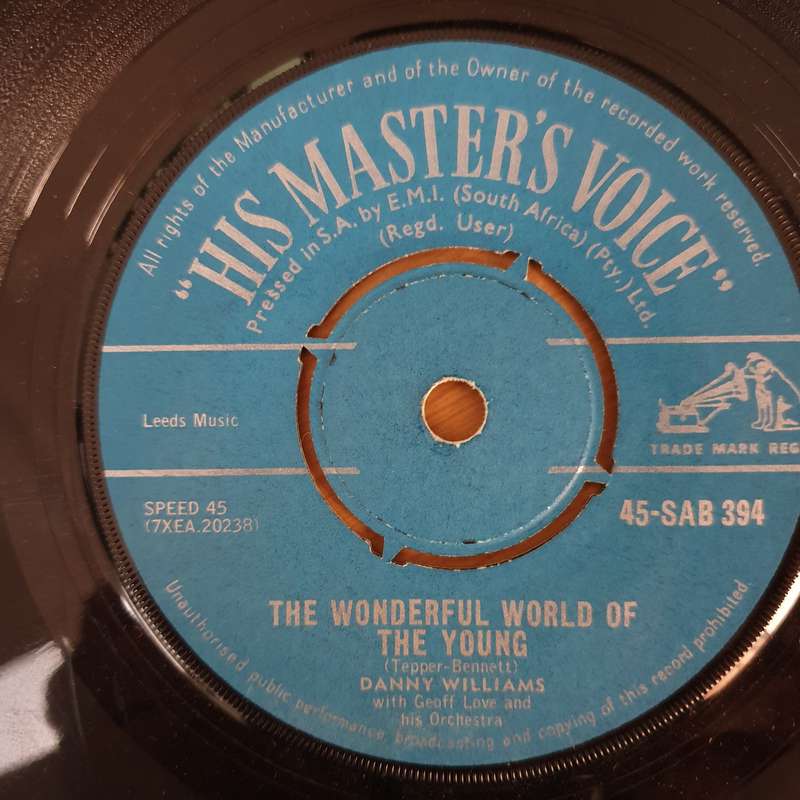 All rights of the Manufacturer and of the Owner of the recorded work reserved.
"HIS MASTER'S VOICE"
Pressed in S.A. by E.M.I. (South Africa) (Pty.) Ltd.
(Regd. User)
Leeds Music
TRADE MARK REG
SPEED 45
(7XEA.20238)
45-SAB 394
THE WONDERFUL WORLD OF
THE YOUNG
(Tepper-Bennett)
DANNY WILLIAMS
with Geoff Love and
his Orchestra
Unauthorised public performance, broadcasting and copying of this record prohibited